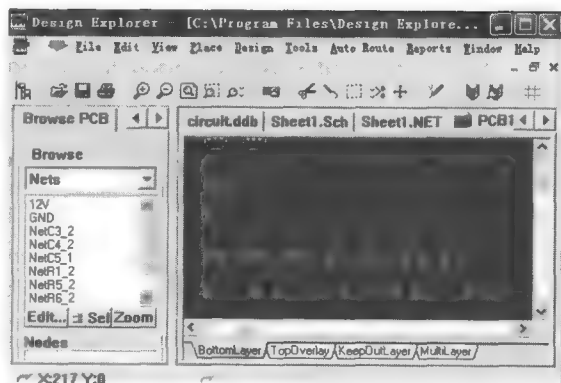 Design Explorer - [C:\Program Files\Design Explore...
File Edit View Place Design Tools Auto Route Reports Window Help
Browse PCB
circuit.ddb Sheet1.Sch Sheet1.NET PCB1
Browse
Nets
12V
GND
NetC3_2
NetC4_2
NetC5_1
NetR1_2
NetR5_2
NetR6_2
Edit... Sel Zoom
Nodes
BottomLayer TopOverlay KeepOutLayer MultiLayer
X:217 Y:0